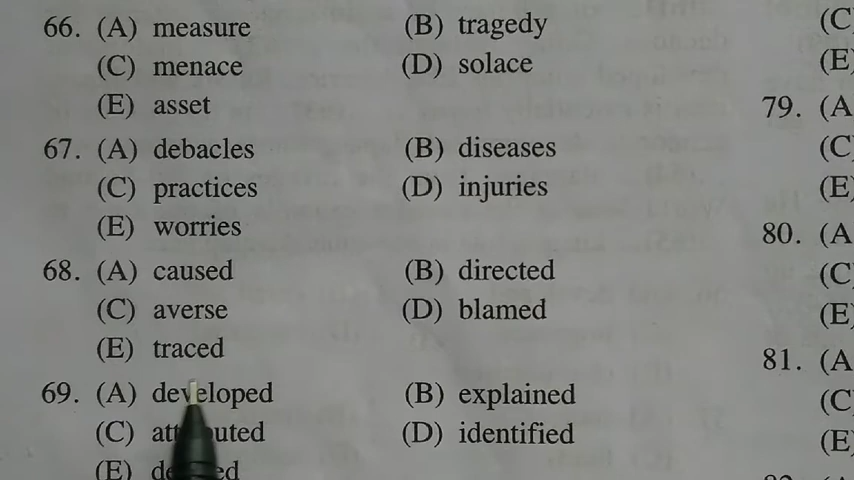 66. (A) measure (B) tragedy
(C) menace (D) solace
(E) asset
67. (A) debacles (B) diseases
(C) practices (D) injuries
(E) worries
68. (A) caused (B) directed
(C) averse (D) blamed
(E) traced
69. (A) developed (B) explained
(C) attributed (D) identified
(E)
(C
(E
79. (A
(C
(E
80. (A
(C
(E
81. (A
(C
(E